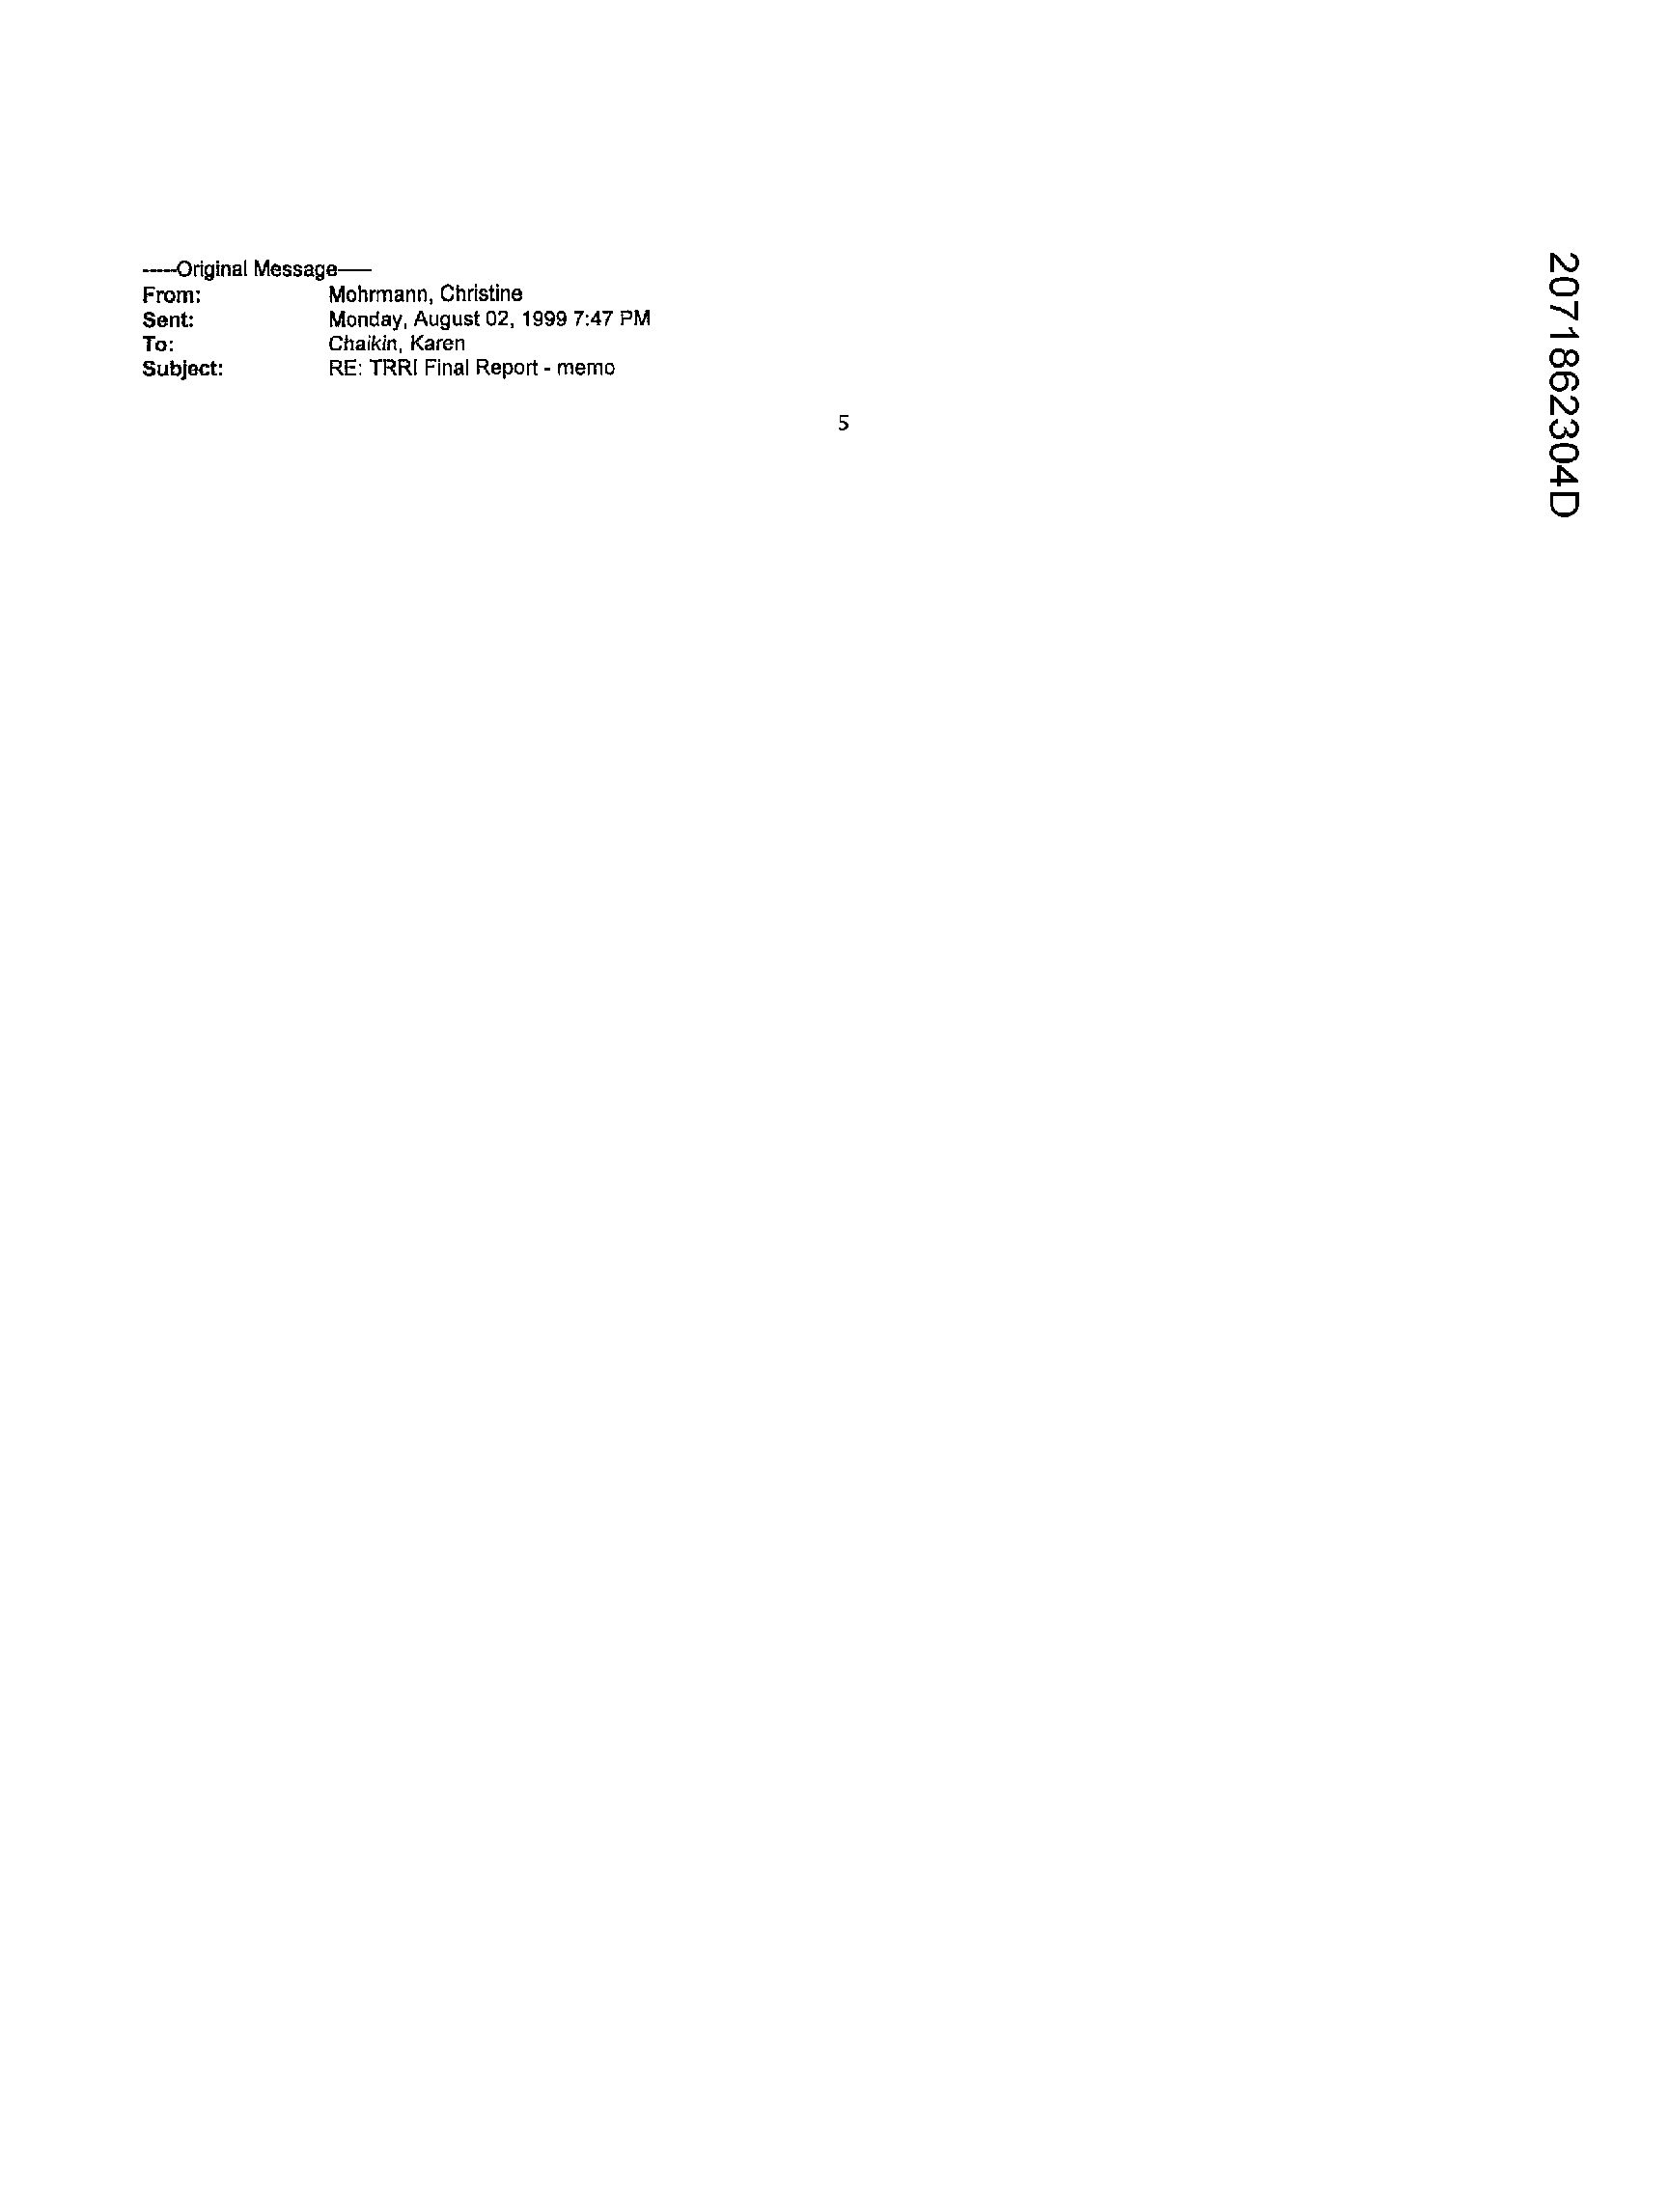 -----Original Message-----
From: Mohrmann, Christine
Sent: Monday, August 02, 1999 7:47 PM
To: Chaikin, Karen
Subject: RE: TRRI Final Report - memo
5
2071862304D